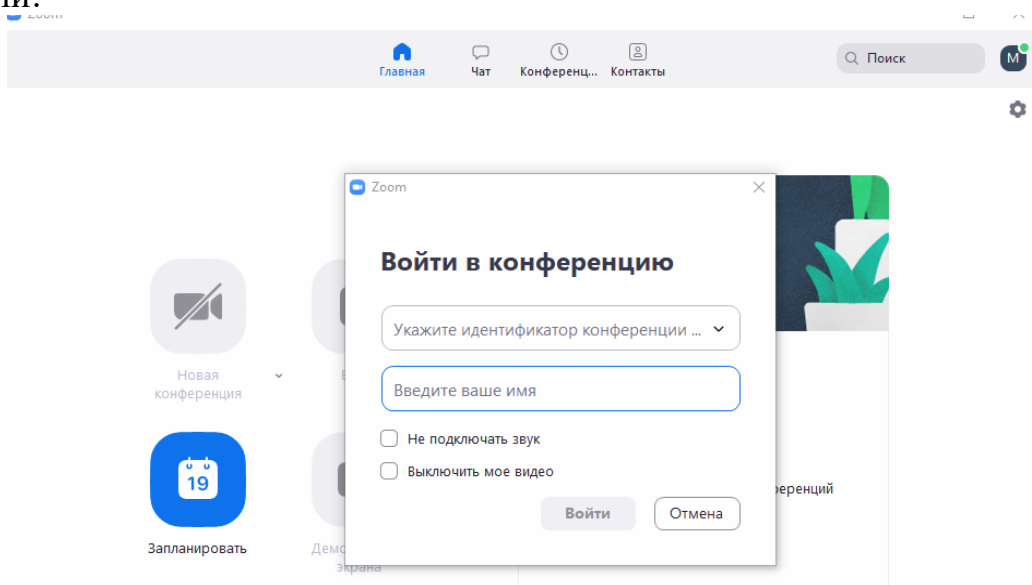 Zoom
Главная
Чат
Конференц...
Контакты
Поиск
M
Zoom
Войти в конференцию
Укажите идентификатор конференции ...
Введите ваше имя
Не подключать звук
Выключить мое видео
Войти
Отмена
Новая
конференция
19
Запланировать
Демо
экрана
еренций